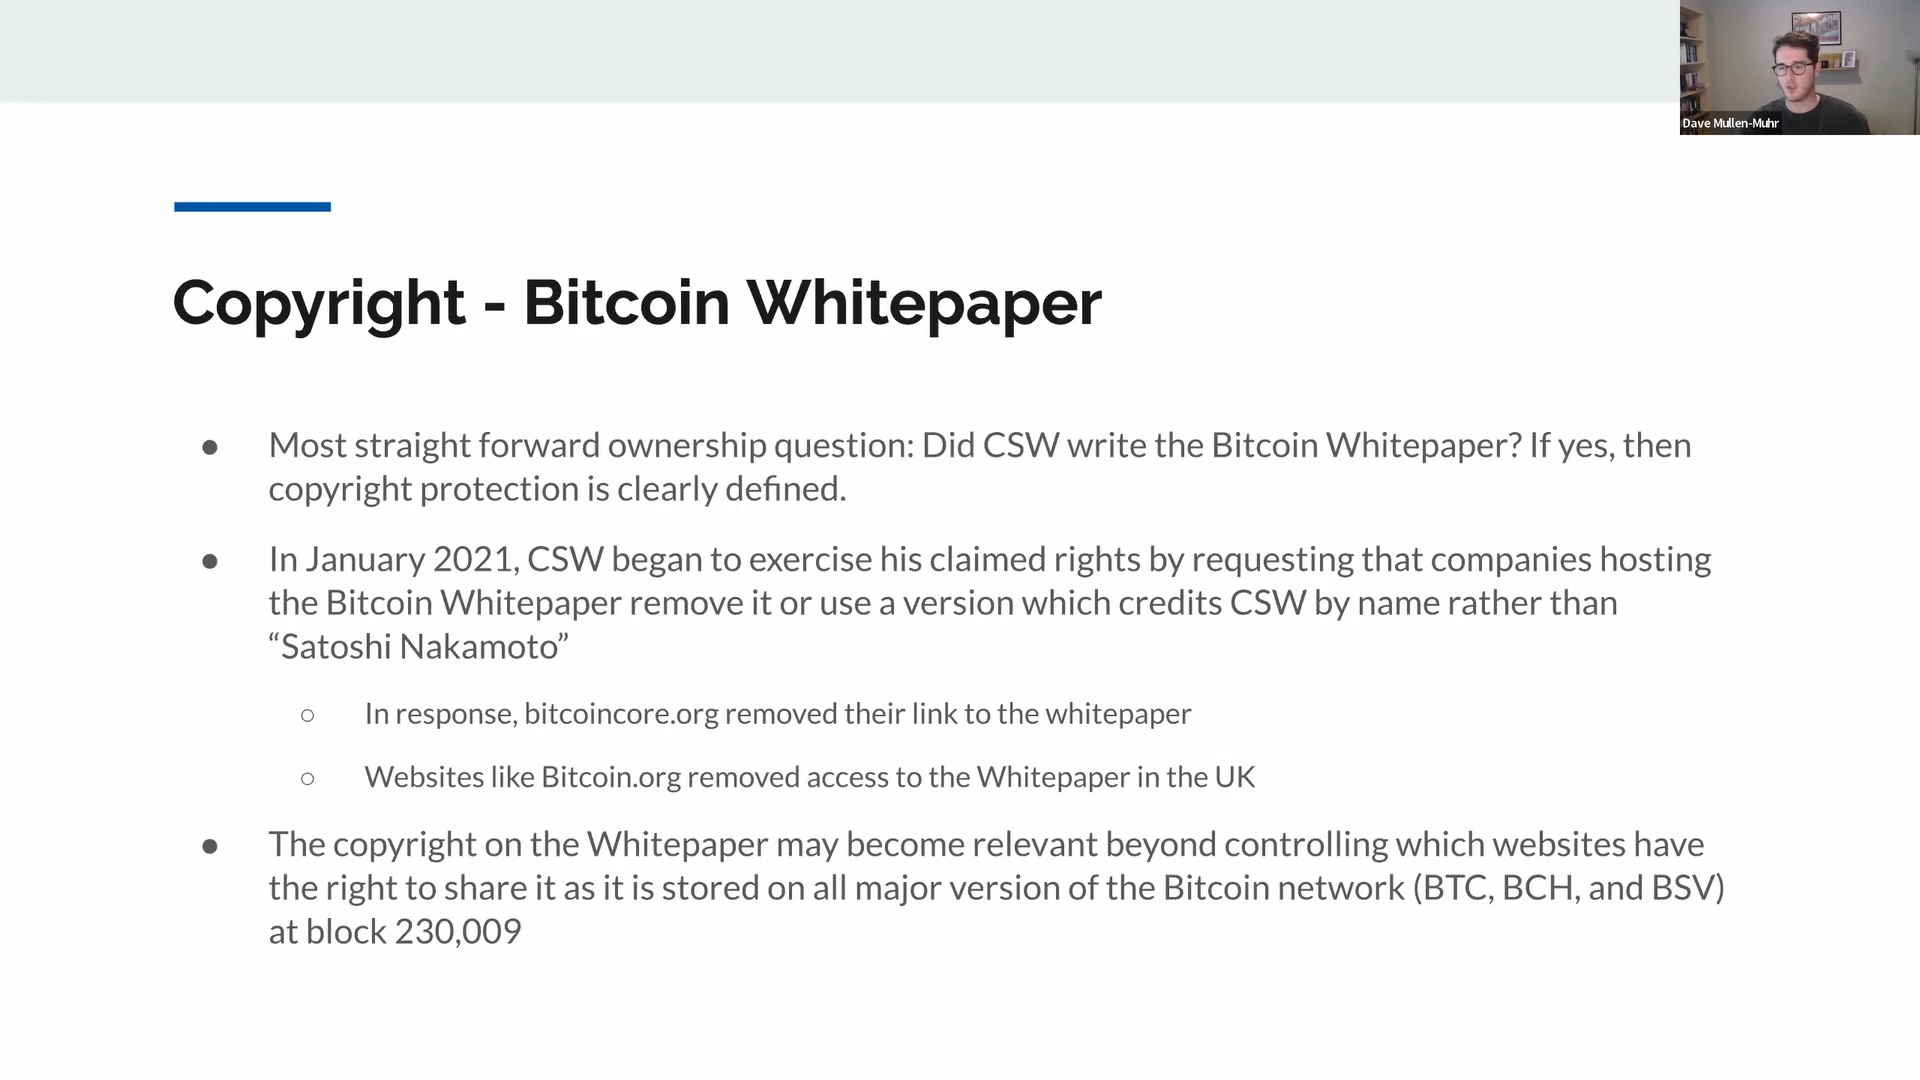 Dave Mullen-Muhr
Copyright - Bitcoin Whitepaper
● Most straight forward ownership question: Did CSW write the Bitcoin Whitepaper? If yes, then
copyright protection is clearly defined.
● In January 2021, CSW began to exercise his claimed rights by requesting that companies hosting
the Bitcoin Whitepaper remove it or use a version which credits CSW by name rather than
“Satoshi Nakamoto”
○ In response, bitcoincore.org removed their link to the whitepaper
○ Websites like Bitcoin.org removed access to the Whitepaper in the UK
● The copyright on the Whitepaper may become relevant beyond controlling which websites have
the right to share it as it is stored on all major version of the Bitcoin network (BTC, BCH, and BSV)
at block 230,009